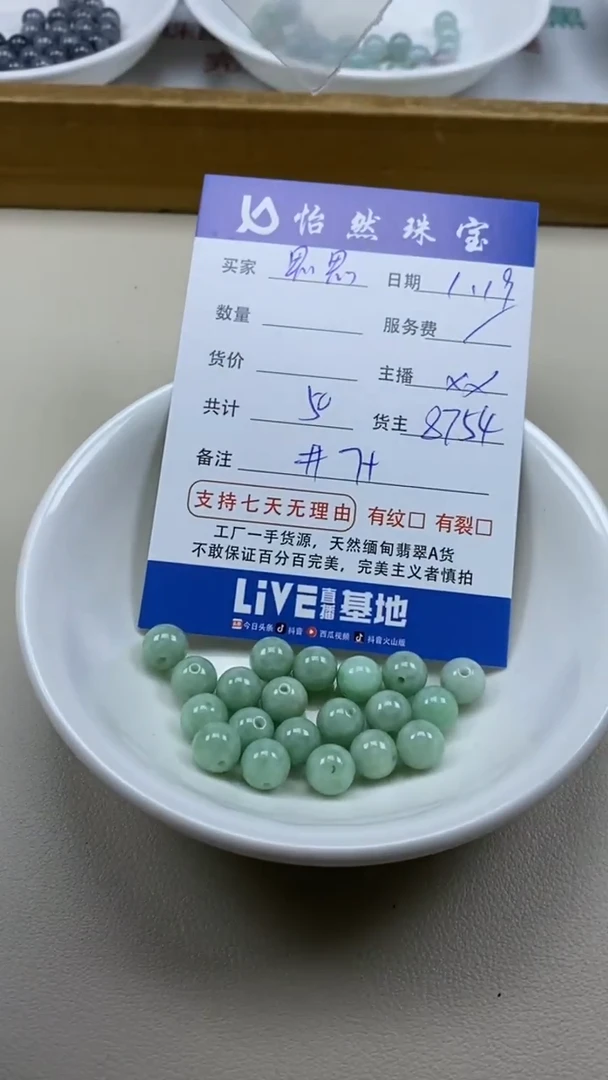 怡然珠宝
买家 思思 日期 1.19
数量 服务费 /
货价 主播 xx
共计 50 货主 8754
备注
支持七天无理由 有纹□ 有裂□
工厂一手货源，天然缅甸翡翠A货
不敢保证百分百完美，完美主义者慎拍
LiVE直播基地
今日头条 抖音 西瓜视频 抖音火山版